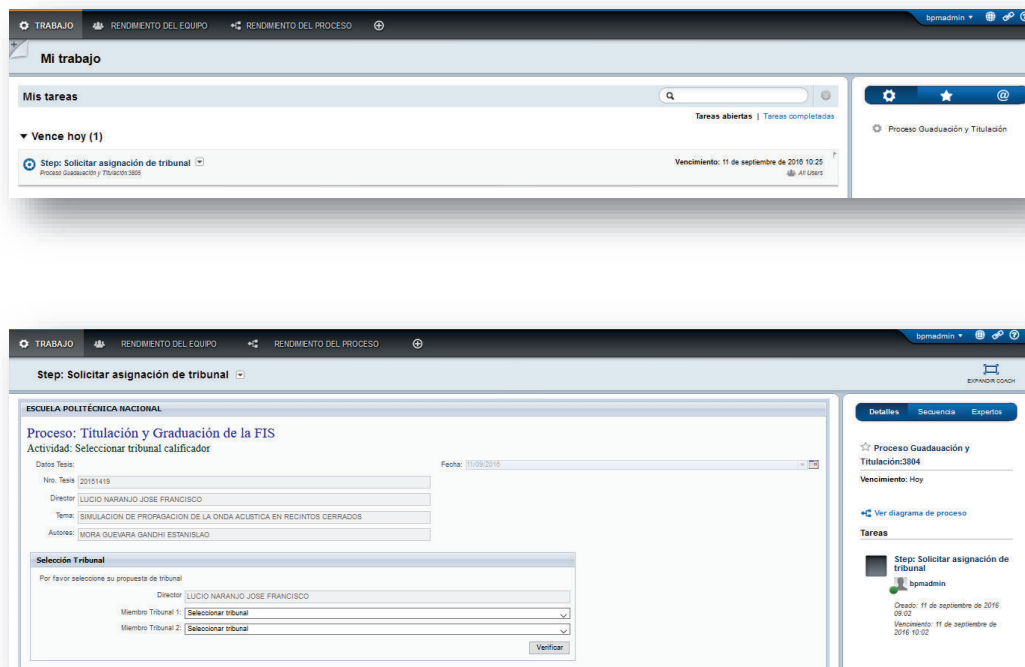 TRABAJO RENDIMIENTO DEL EQUIPO RENDIMIENTO DEL PROCESO bpmadmin
Mi trabajo
Mis tareas
Tareas abiertas | Tareas completadas
Vence hoy (1)
Step: Solicitar asignación de tribunal
Proceso Guaduación y Titulación:3805
Vencimiento: 11 de septiembre de 2016 10:25
All Users
Proceso Guaduación y Titulación
TRABAJO RENDIMIENTO DEL EQUIPO RENDIMIENTO DEL PROCESO bpmadmin
Step: Solicitar asignación de tribunal
EXPANDIR COACH
ESCUELA POLITÉCNICA NACIONAL
Proceso: Titulación y Graduación de la FIS
Actividad: Seleccionar tribunal calificador
Datos Tesis:
Fecha: 11/09/2016
Nro. Tesis 20151419
Director LUCIO NARANJO JOSE FRANCISCO
Tema: SIMULACION DE PROPAGACION DE LA ONDA ACUSTICA EN RECINTOS CERRADOS
Autores: MORA GUEVARA GANDHI ESTANISLAO
Selección Tribunal
Por favor seleccione su propuesta de tribunal
Director LUCIO NARANJO JOSE FRANCISCO
Miembro Tribunal 1: Seleccionar tribunal
Miembro Tribunal 2: Seleccionar tribunal
Verificar
Detalles Secuencia Expertos
Proceso Guadauación y
Titulación:3804
Vencimiento: Hoy
Ver diagrama de proceso
Tareas
Step: Solicitar asignación de
tribunal
bpmadmin
Creado: 11 de septiembre de 2016
09:02
Vencimiento: 11 de septiembre de
2016 10:02